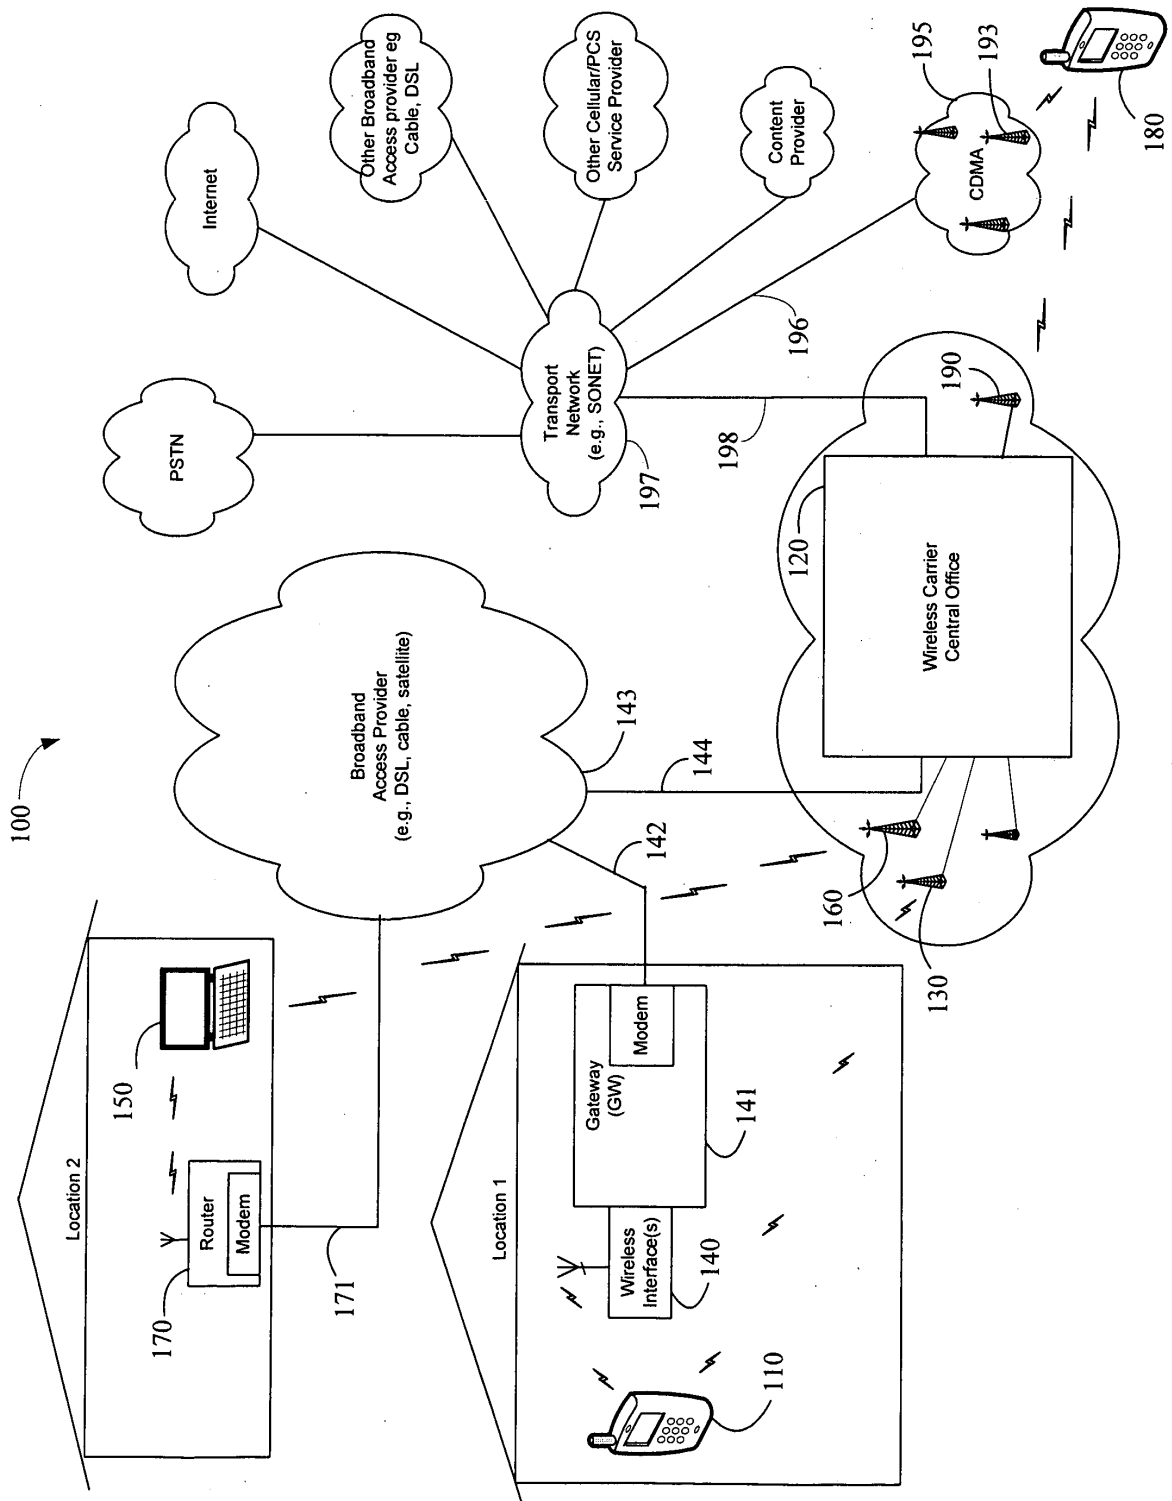 100
Location 2
Router
Modem
170
150
171
Location 1
Wireless
Interface(s)
140
Gateway
(GW)
Modem
141
110
Broadband
Access Provider
(e.g., DSL, cable, satellite)
143
142
144
PSTN
Internet
Other Broadband
Access provider eg
Cable, DSL
Other Cellular/PCS
Service Provider
Content
Provider
Transport
Network
(e.g., SONET)
197
196
198
CDMA
195
193
180
120
Wireless Carrier
Central Office
190
160
130